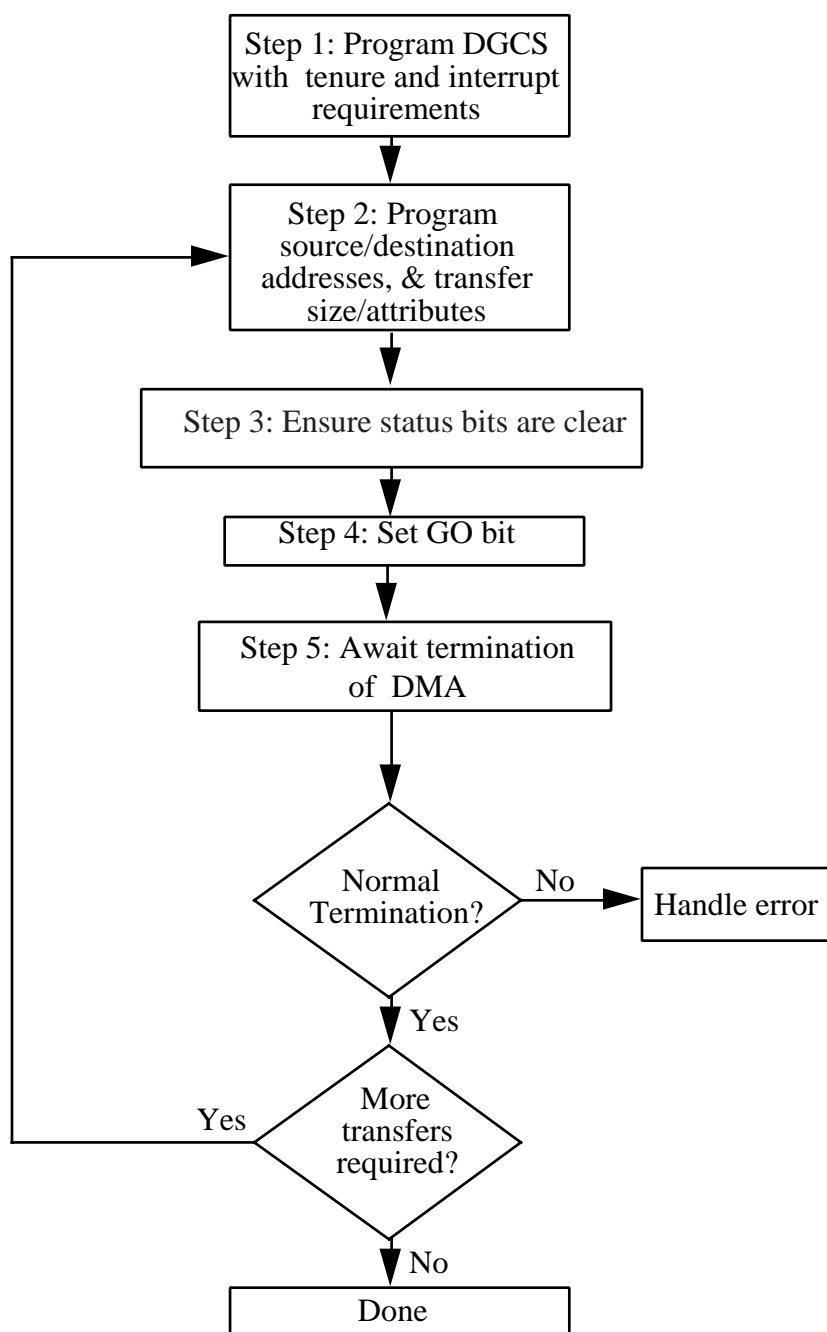 Step 1: Program DGCS
with tenure and interrupt
requirements
Step 2: Program
source/destination
addresses, & transfer
size/attributes
Step 3: Ensure status bits are clear
Step 4: Set GO bit
Step 5: Await termination
of DMA
Normal
Termination?
No
Handle error
Yes
More
transfers
required?
Yes
No
Done